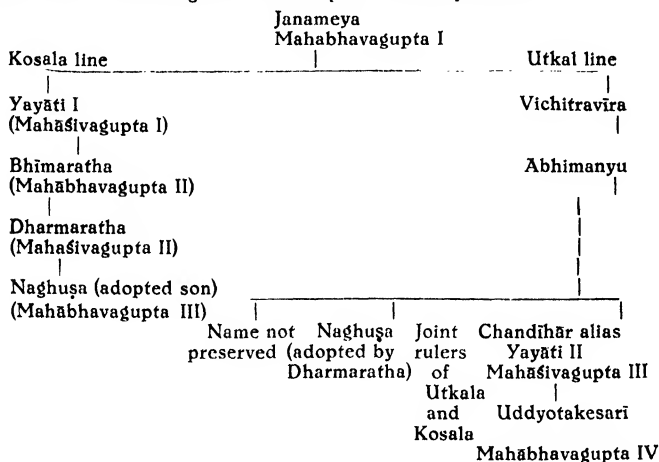 Janameya
Mahabhavagupta I
Kosala line Utkal line
Yayāti I Vichitravīra
(Mahāśivagupta I)
Bhīmaratha Abhimanyu
(Mahābhavagupta II)
Dharmaratha
(Mahaśivagupta II)
Naghuṣa (adopted son)
(Mahābhavagupta III)
Name not Naghuṣa Joint Chandīhār alias
preserved (adopted by rulers Yayāti II
Dharmaratha) of Mahāśivagupta III
Utkala
and Uddyotakesarī
Kosala
Mahābhavagupta IV